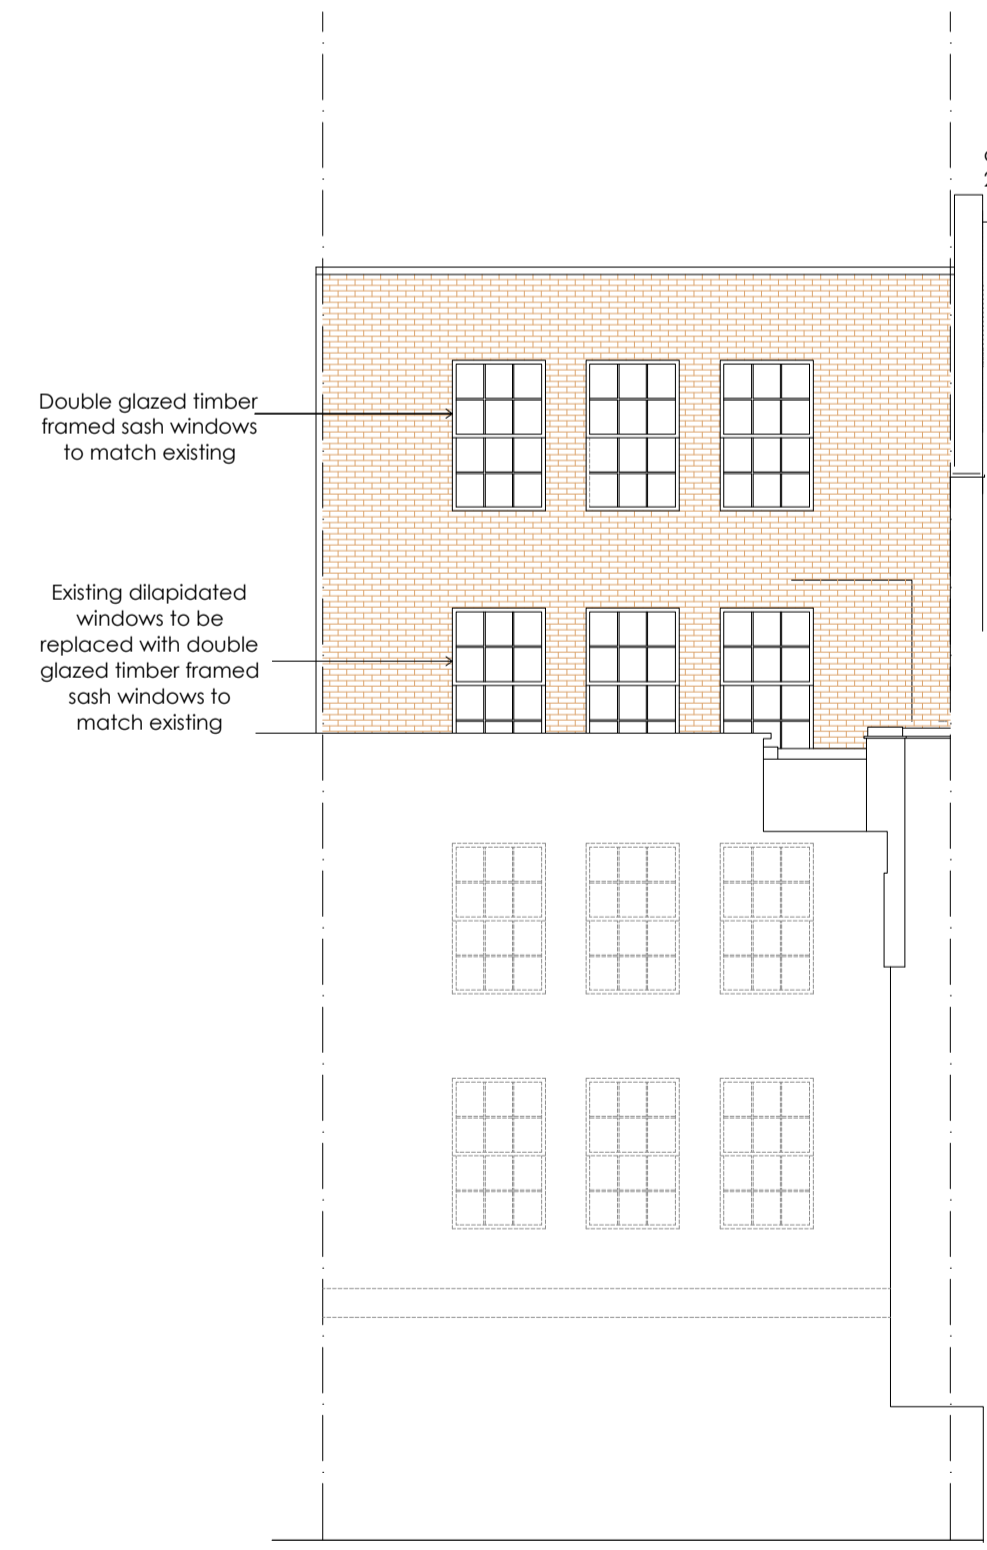 Double glazed timber
framed sash windows
to match existing
Existing dilapidated
windows to be
replaced with double
glazed timber framed
sash windows to
match existing